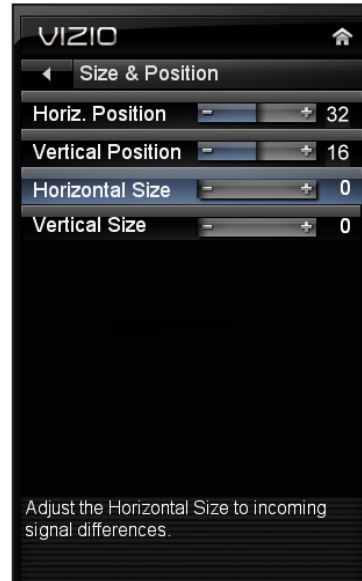 VIZIO
Size & Position
Horiz. Position - + 32
Vertical Position - + 16
Horizontal Size - + 0
Vertical Size - + 0
Adjust the Horizontal Size to incoming
signal differences.